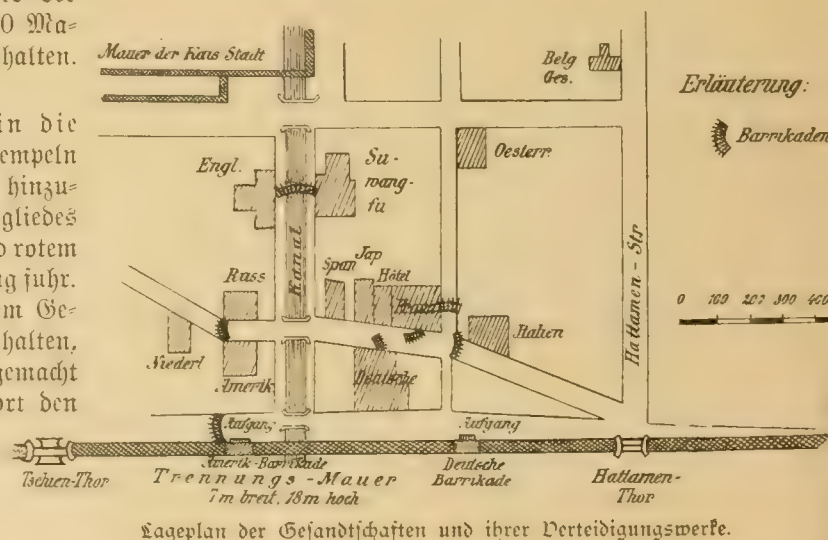 0 Ma=
halten.
in die
empeln
hinzu=
gliedes
rotem
g fuhr.
m Ge=
halten,
gemacht
ort den
Mauer der Kais Stadt
Belg
Ges.
Erläuterung:
Barrikaden
Engl.
Su-
wang-
fu
Oesterr.
Kanal
Hattamen-Str
Russ
Span
Jap
Hôtel
Franz
Italien
0 100 200 300 400
Niederl
Amerik
Deutsche
Aufgang
Aufgang
Tschien-Thor
Amerik-Barrikade
Deutsche
Barrikade
Hattamen-
Thor
Trennungs-Mauer
7m breit, 18m hoch
Lageplan der Gesandtschaften und ihrer Verteidigungswerke.